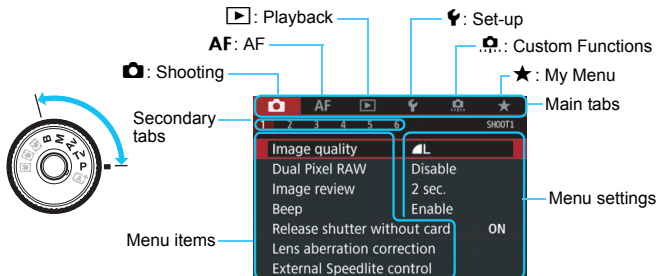 : Playback
: Set-up
AF: AF
: Custom Functions
: Shooting
: My Menu
Main tabs
Secondary tabs
AF
1 2 3 4 5 6 SHOOT1
Image quality L
Dual Pixel RAW Disable
Image review 2 sec.
Beep Enable
Release shutter without card ON
Lens aberration correction
External Speedlite control
Menu settings
Menu items
B M Av Tv P A+